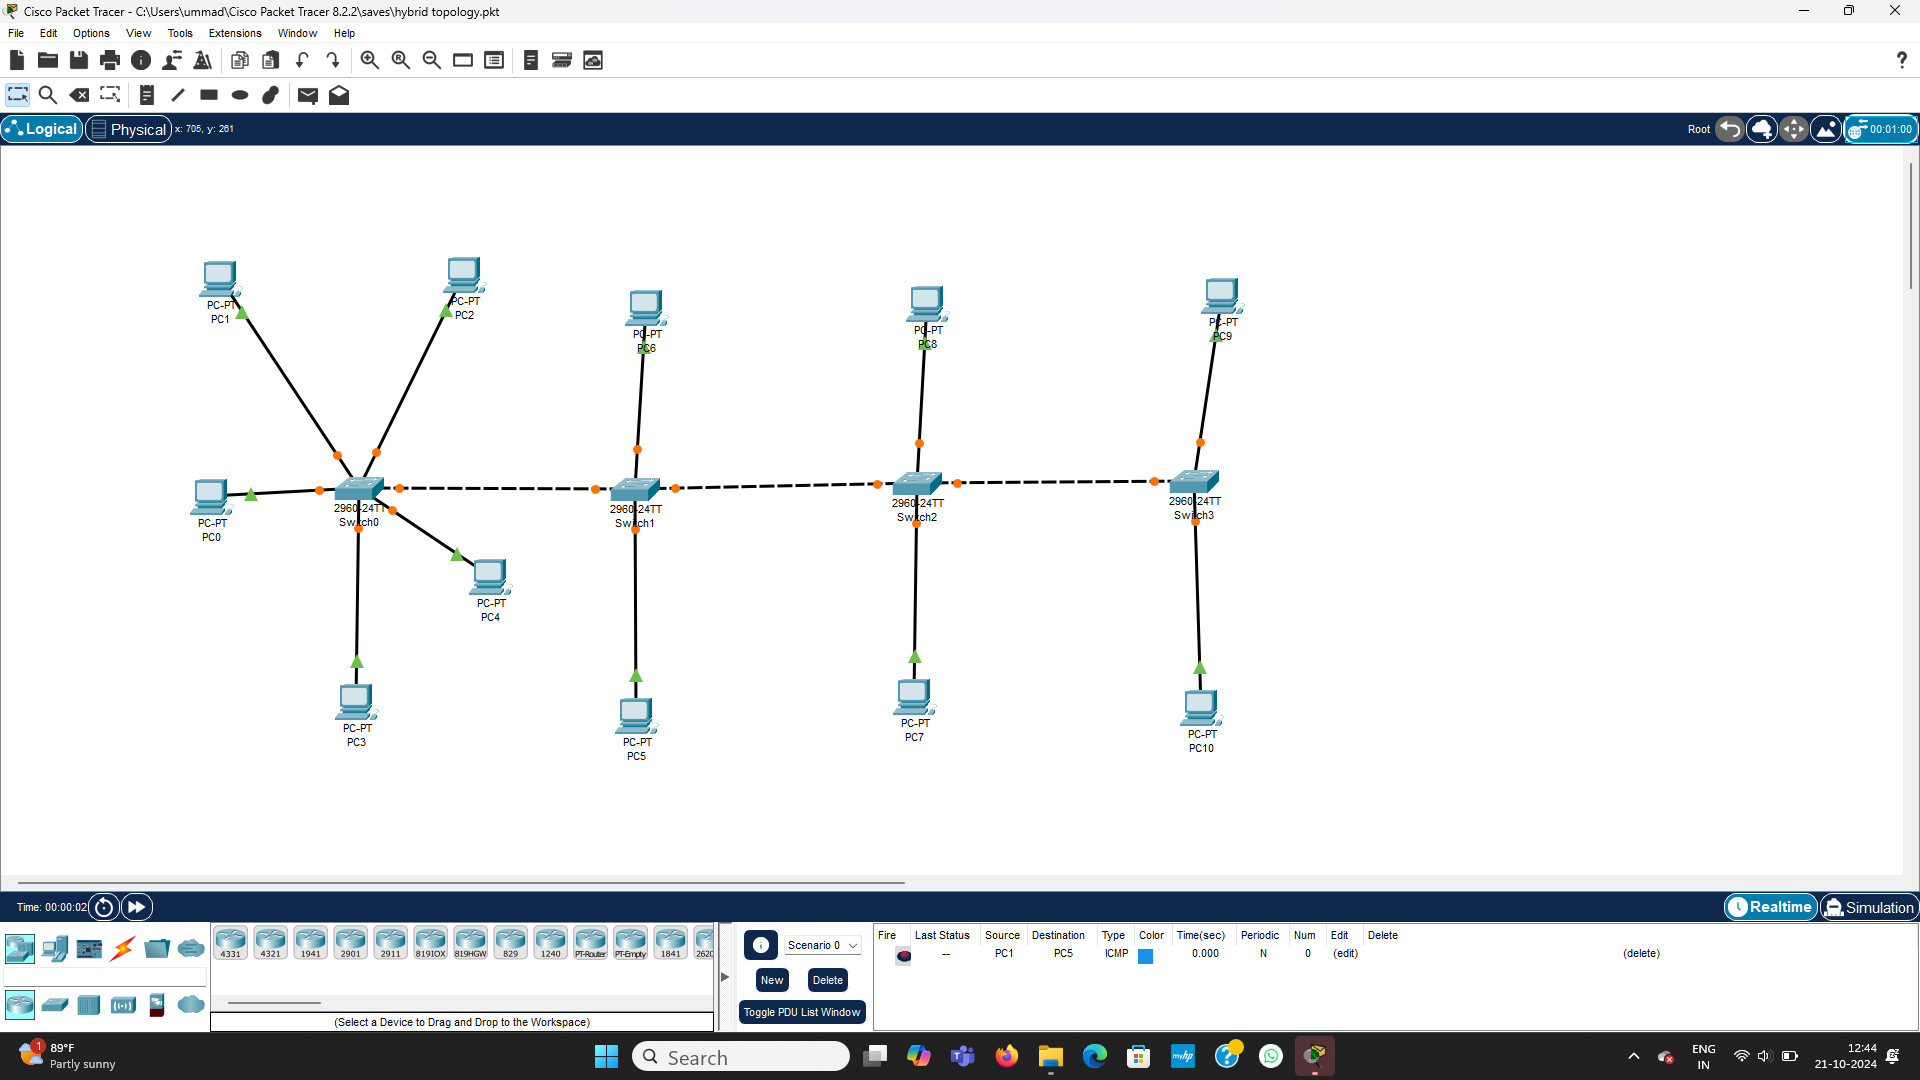 Cisco Packet Tracer - C:\Users\ummad\Cisco Packet Tracer 8.2.2\saves\hybrid topology.pkt
File Edit Options View Tools Extensions Window Help
Logical Physical x: 705, y: 261 Root 00:01:00
PC-PT
PC1
PC-PT
PC2
PC-PT
PC6
PC-PT
PC8
PC-PT
PC9
PC-PT
PC0
2960-24TT
Switch0
2960-24TT
Switch1
2960-24TT
Switch2
2960-24TT
Switch3
PC-PT
PC4
PC-PT
PC3
PC-PT
PC5
PC-PT
PC7
PC-PT
PC10
Time: 00:00:02 Realtime Simulation
4331 4321 1941 2901 2911 819IOX 819HGW 829 1240 PT-Router PT-Empty 1841 2620
(Select a Device to Drag and Drop to the Workspace)
Scenario 0
New Delete
Toggle PDU List Window
Fire Last Status Source Destination Type Color Time(sec) Periodic Num Edit Delete
-- PC1 PC5 ICMP 0.000 N 0 (edit) (delete)
1
89°F
Partly sunny
Search
myhp
ENG
IN
12:44
21-10-2024